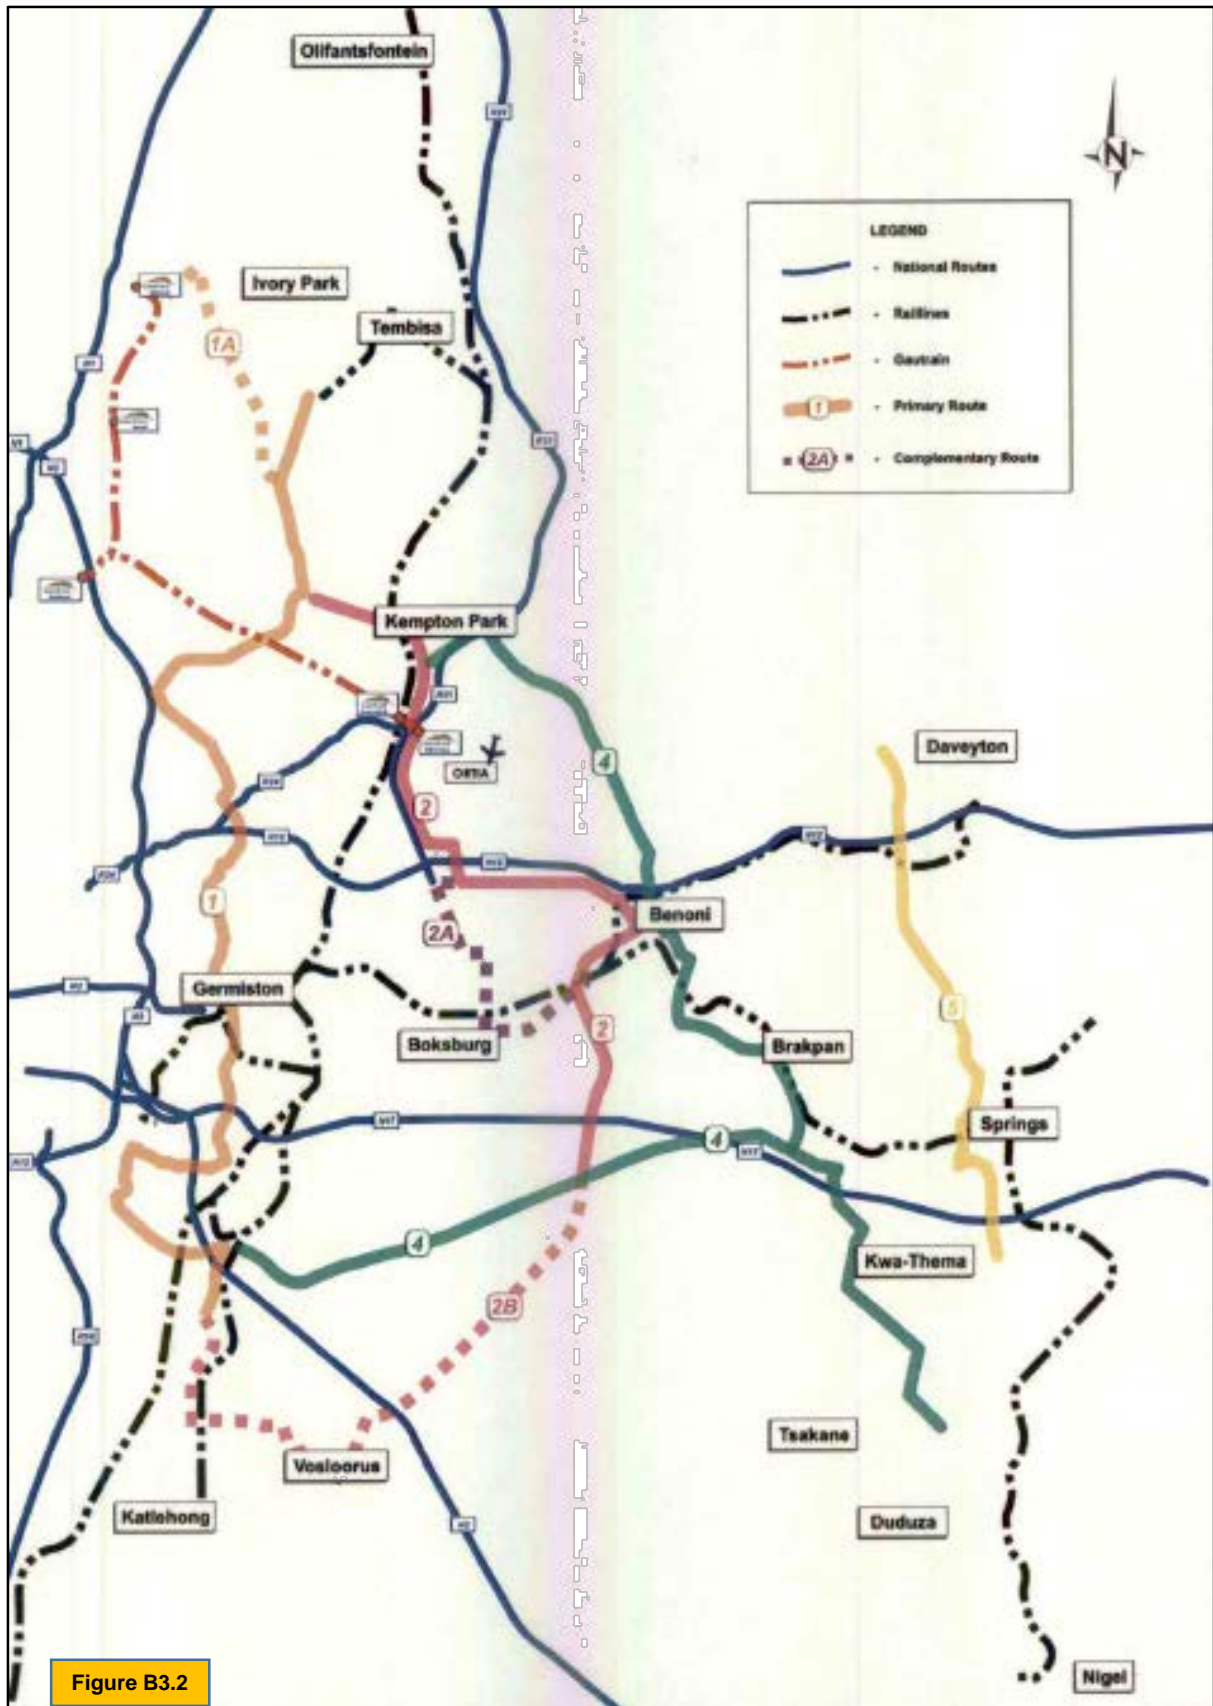 Olifantsfontein
N
LEGEND
- National Routes
- Raillines
- Gautrain
1 - Primary Route
2A - Complementary Route
Ivory Park
Tembisa
1A
Kempton Park
4
Daveyton
ORTIA
2
1
Benoni
2A
Germiston
5
2
Boksburg
Brakpan
Springs
4
4
Kwa-Thema
2B
Tsakane
Vosloorus
Katlehong
Duduza
Nigel
Figure B3.2